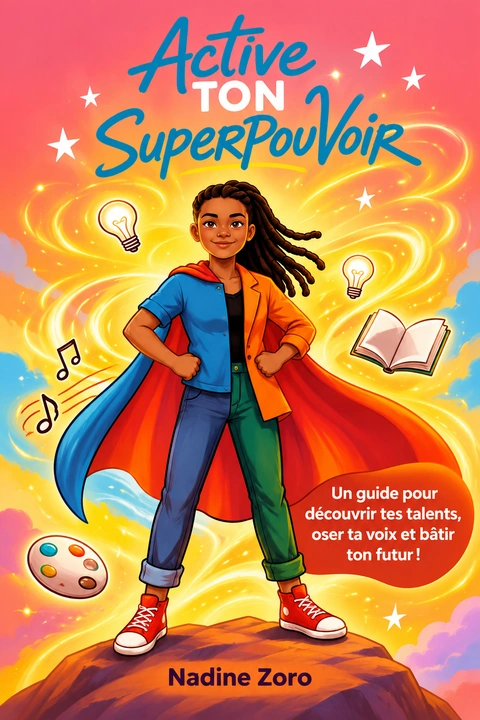 Active
TON
SuperPouVoir
Un guide pour
découvrir tes talents,
oser ta voix et bâtir
ton futur !
Nadine Zoro